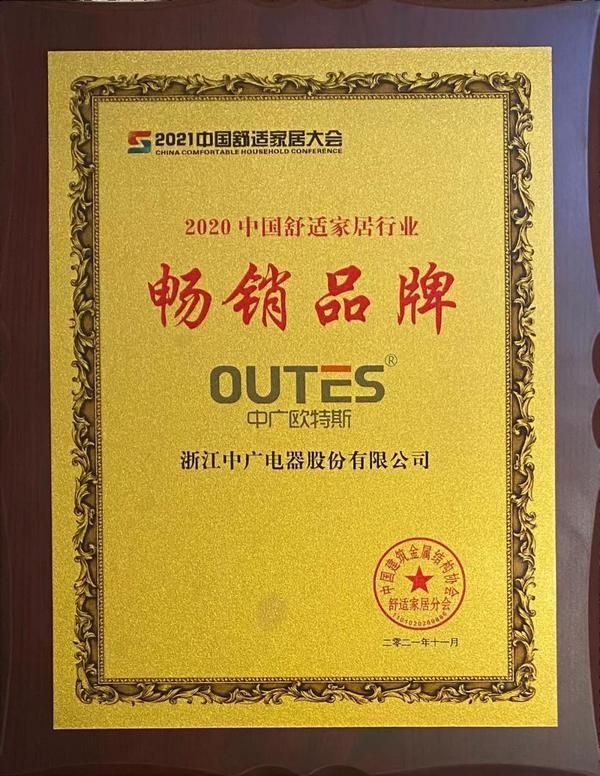 2021中国舒适家居大会
CHINA COMFORTABLE HOUSEHOLD CONFERENCE
2020 中国舒适家居行业
畅销品牌
OUTES®
中广欧特斯
浙江中广电器股份有限公司
中国建筑金属结构协会
舒适家居分会
二零二一年十一月